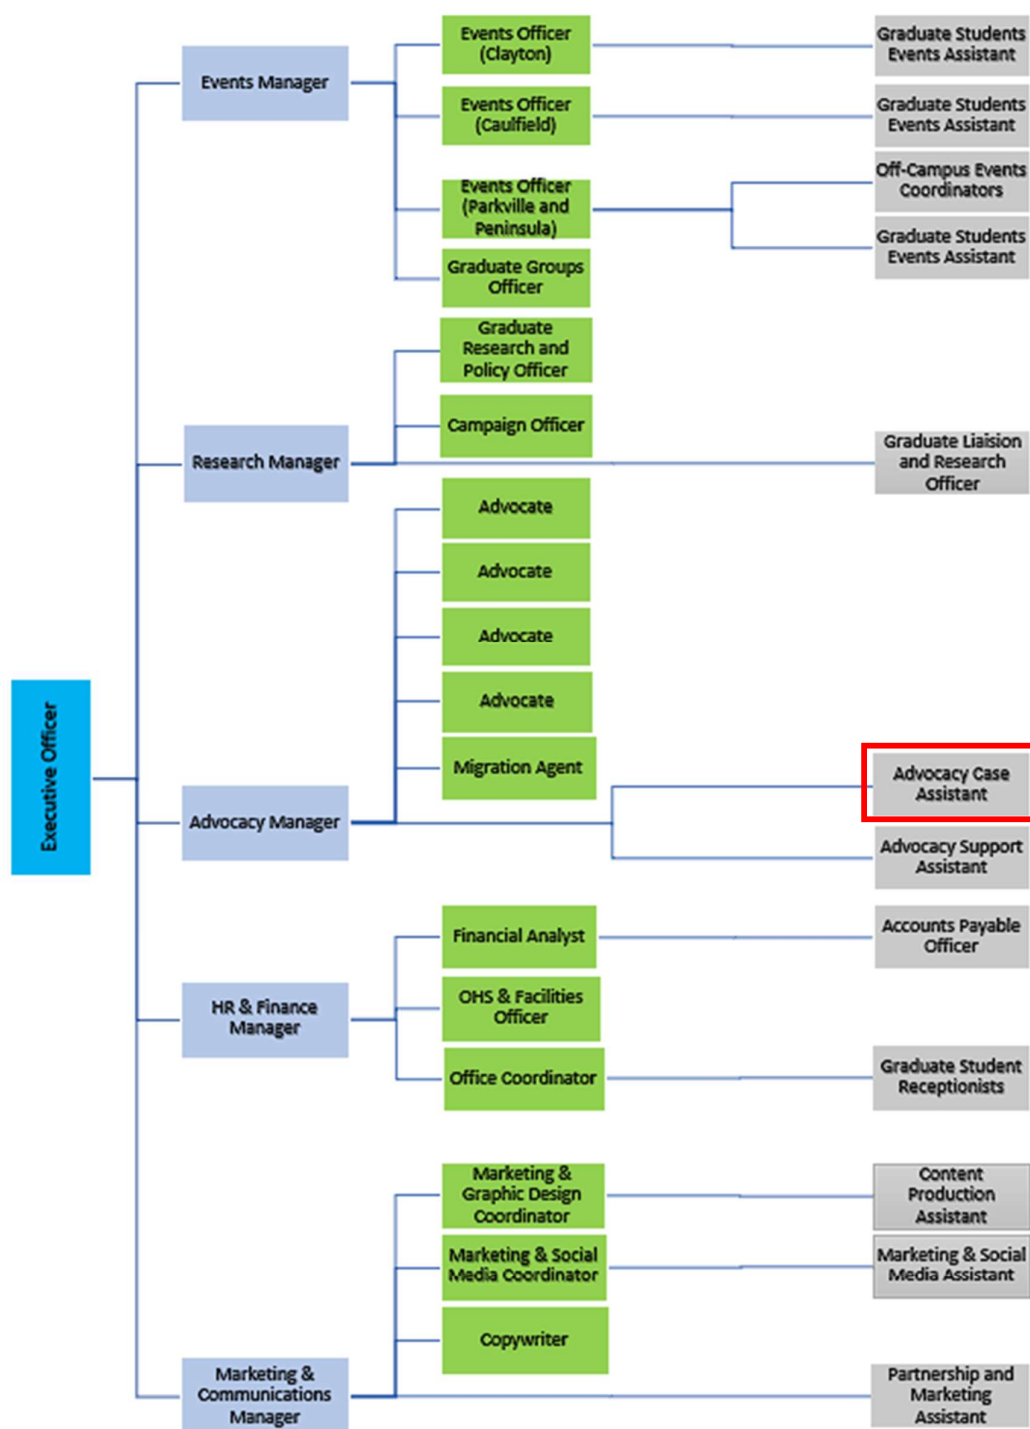 Executive Officer
Events Manager
Events Officer
(Clayton)
Graduate Students
Events Assistant
Events Officer
(Caulfield)
Graduate Students
Events Assistant
Events Officer
(Parkville and
Peninsula)
Off-Campus Events
Coordinators
Graduate Students
Events Assistant
Graduate Groups
Officer
Research Manager
Graduate
Research and
Policy Officer
Campaign Officer
Graduate Liaision
and Research
Officer
Advocacy Manager
Advocate
Advocate
Advocate
Advocate
Migration Agent
Advocacy Case
Assistant
Advocacy Support
Assistant
HR & Finance
Manager
Financial Analyst
Accounts Payable
Officer
OHS & Facilities
Officer
Office Coordinator
Graduate Student
Receptionists
Marketing &
Communications
Manager
Marketing &
Graphic Design
Coordinator
Content
Production
Assistant
Marketing & Social
Media Coordinator
Marketing & Social
Media Assistant
Copywriter
Partnership and
Marketing
Assistant